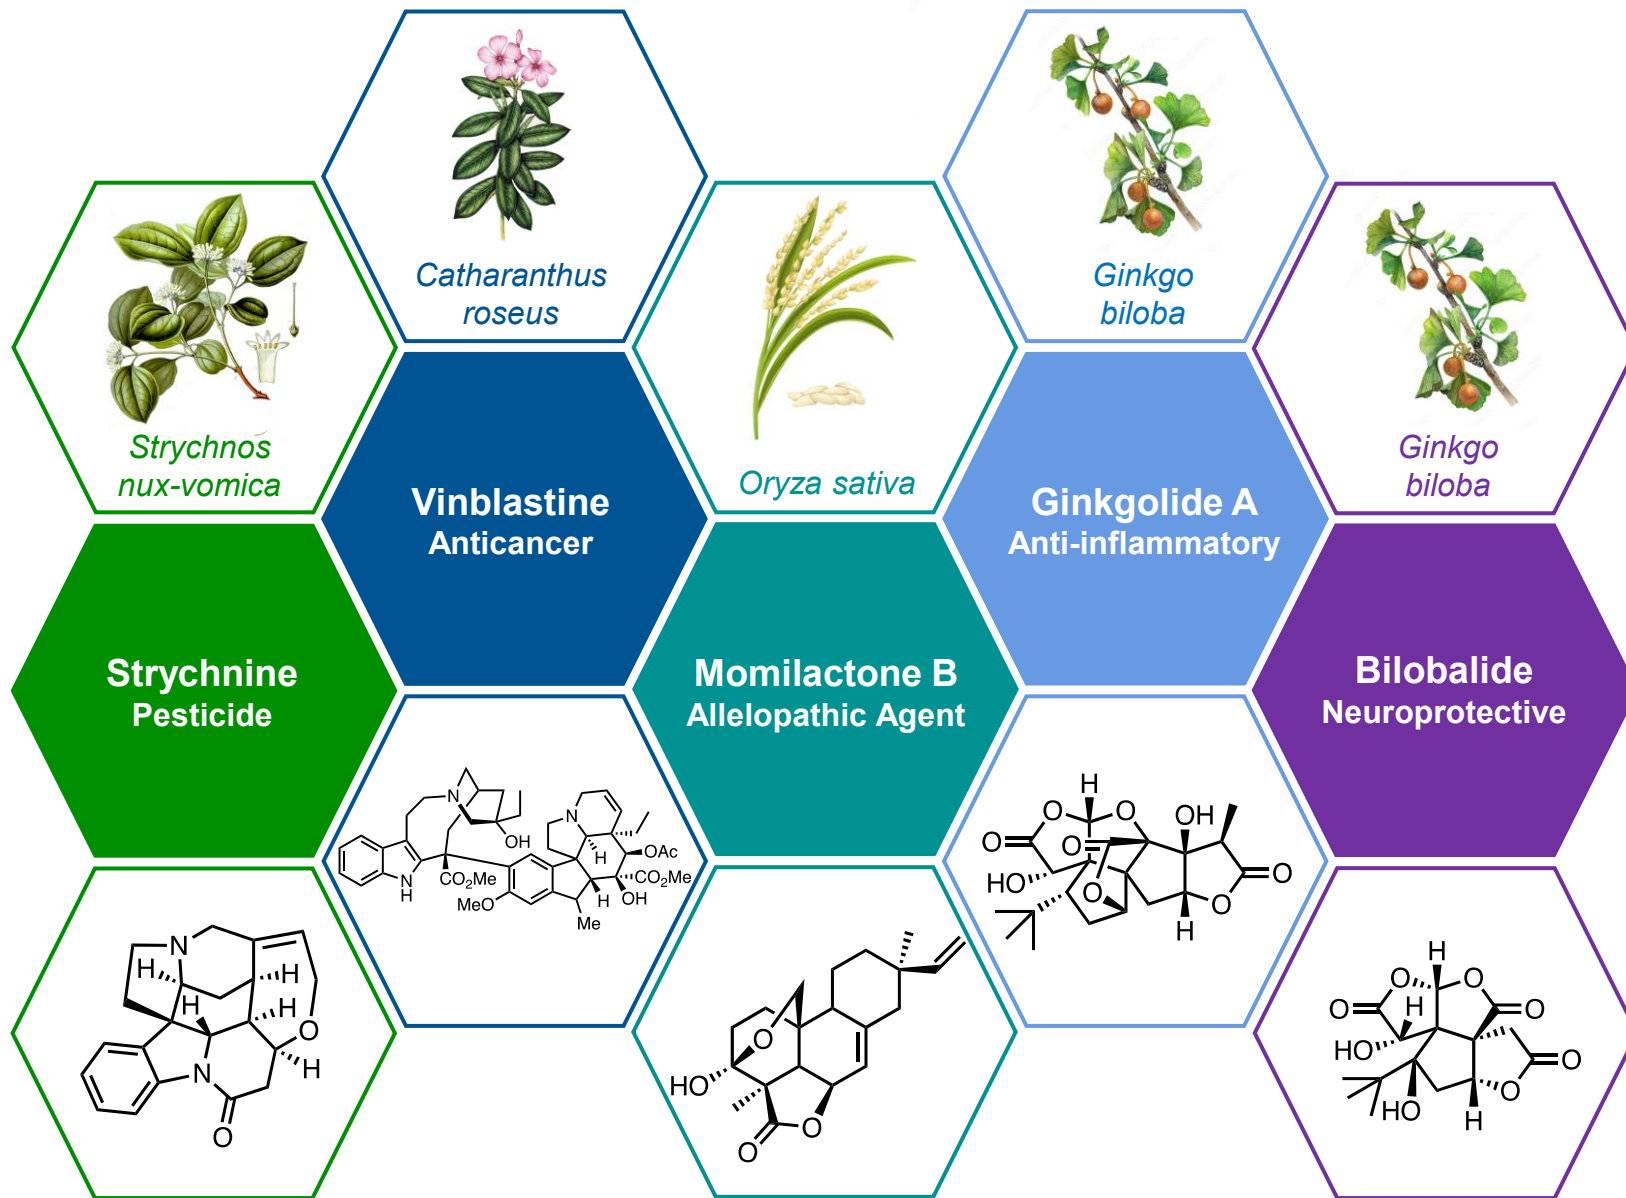 Catharanthus
roseus
Ginkgo
biloba
Strychnos
nux-vomica
Oryza sativa
Ginkgo
biloba
Vinblastine
Anticancer
Ginkgolide A
Anti-inflammatory
Strychnine
Pesticide
Momilactone B
Allelopathic Agent
Bilobalide
Neuroprotective
N
H
H
H
H
O
H
N
O
N
OH
N
H
CO₂Me
MeO
N
H
OAc
CO₂Me
OH
H
Me
O
HO
O
O
H
O
O
O
O
HO
O
OH
O
O
H
H
O
O
O
H
O
HO
O
O
HO
H